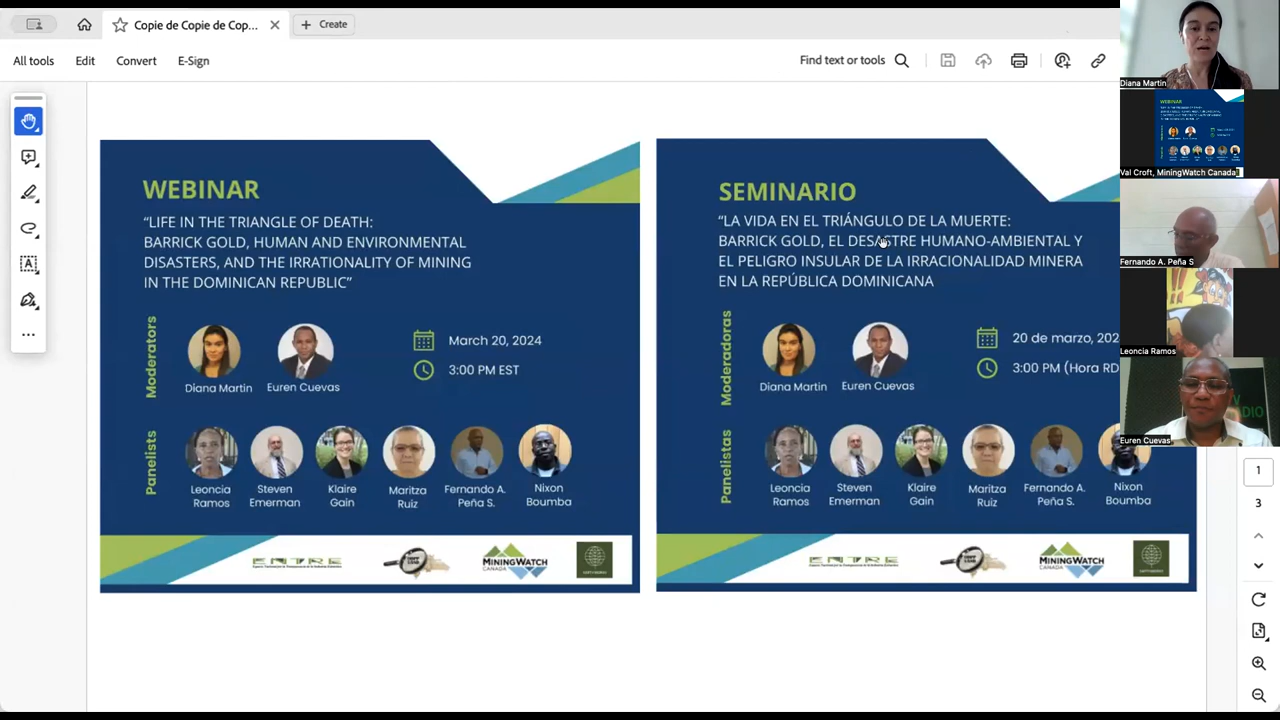 Copie de Copie de Cop...
Create
All tools
Edit
Convert
E-Sign
Find text or tools
WEBINAR
“LIFE IN THE TRIANGLE OF DEATH:
BARRICK GOLD, HUMAN AND ENVIRONMENTAL
DISASTERS, AND THE IRRATIONALITY OF MINING
IN THE DOMINICAN REPUBLIC”
Moderators
Diana Martin
Euren Cuevas
March 20, 2024
3:00 PM EST
Panelists
Leoncia
Ramos
Steven
Emerman
Klaire
Gain
Maritza
Ruiz
Fernando A.
Peña S.
Nixon
Boumba
ENTRE
MININGWATCH
CANADA
SEMINARIO
“LA VIDA EN EL TRIÁNGULO DE LA MUERTE:
BARRICK GOLD, EL DESASTRE HUMANO-AMBIENTAL Y
EL PELIGRO INSULAR DE LA IRRACIONALIDAD MINERA
EN LA REPÚBLICA DOMINICANA
Moderadoras
Diana Martin
Euren Cuevas
20 de marzo, 202
3:00 PM (Hora RD
Panelistas
Leoncia
Ramos
Steven
Emerman
Klaire
Gain
Maritza
Ruiz
Fernando A.
Peña S.
Nixon
Boumba
ENTRE
MININGWATCH
CANADA
Diana Martin
WEBINAR
Val Croft, MiningWatch Canada
Fernando A. Peña S
Leoncia Ramos
Euren Cuevas
1
3